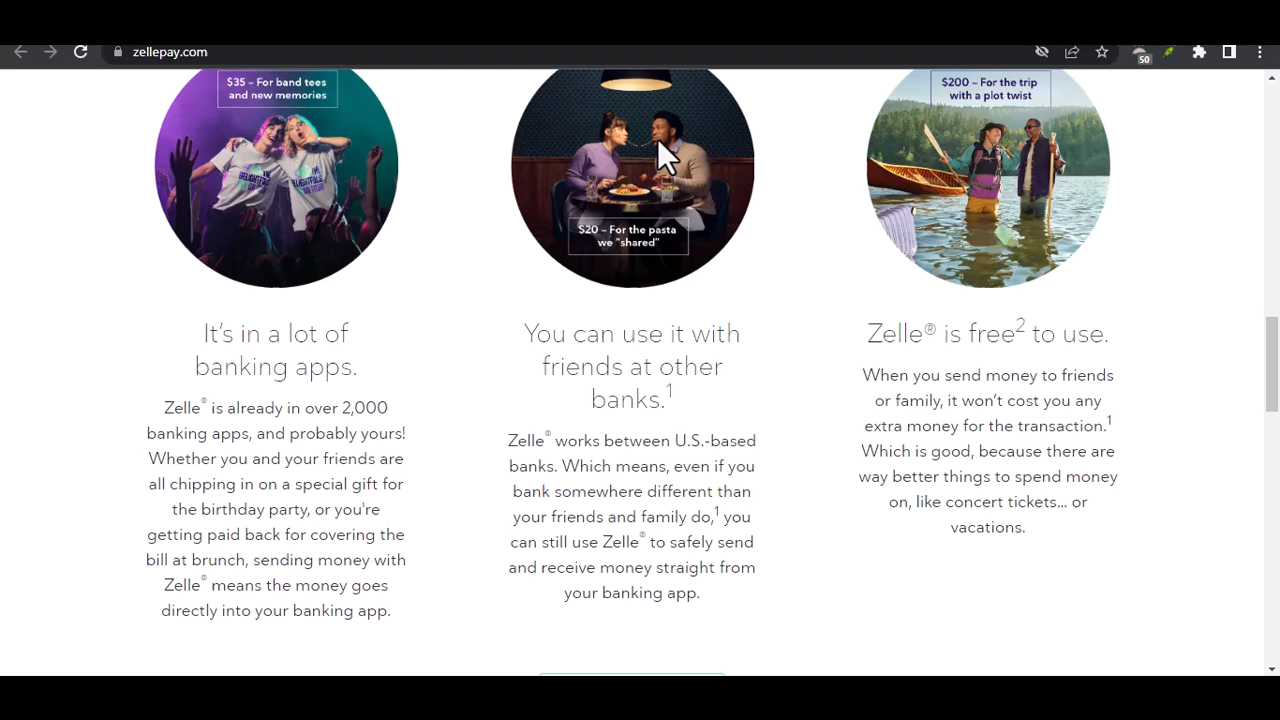 zellepay.com
50
$35 – For band tees
and new memories
$20 – For the pasta
we “shared”
$200 – For the trip
with a plot twist
It’s in a lot of
banking apps.
Zelle® is already in over 2,000
banking apps, and probably yours!
Whether you and your friends are
all chipping in on a special gift for
the birthday party, or you're
getting paid back for covering the
bill at brunch, sending money with
Zelle® means the money goes
directly into your banking app.
You can use it with
friends at other
banks.1
Zelle® works between U.S.-based
banks. Which means, even if you
bank somewhere different than
your friends and family do,1 you
can still use Zelle® to safely send
and receive money straight from
your banking app.
Zelle® is free2 to use.
When you send money to friends
or family, it won’t cost you any
extra money for the transaction.1
Which is good, because there are
way better things to spend money
on, like concert tickets... or
vacations.